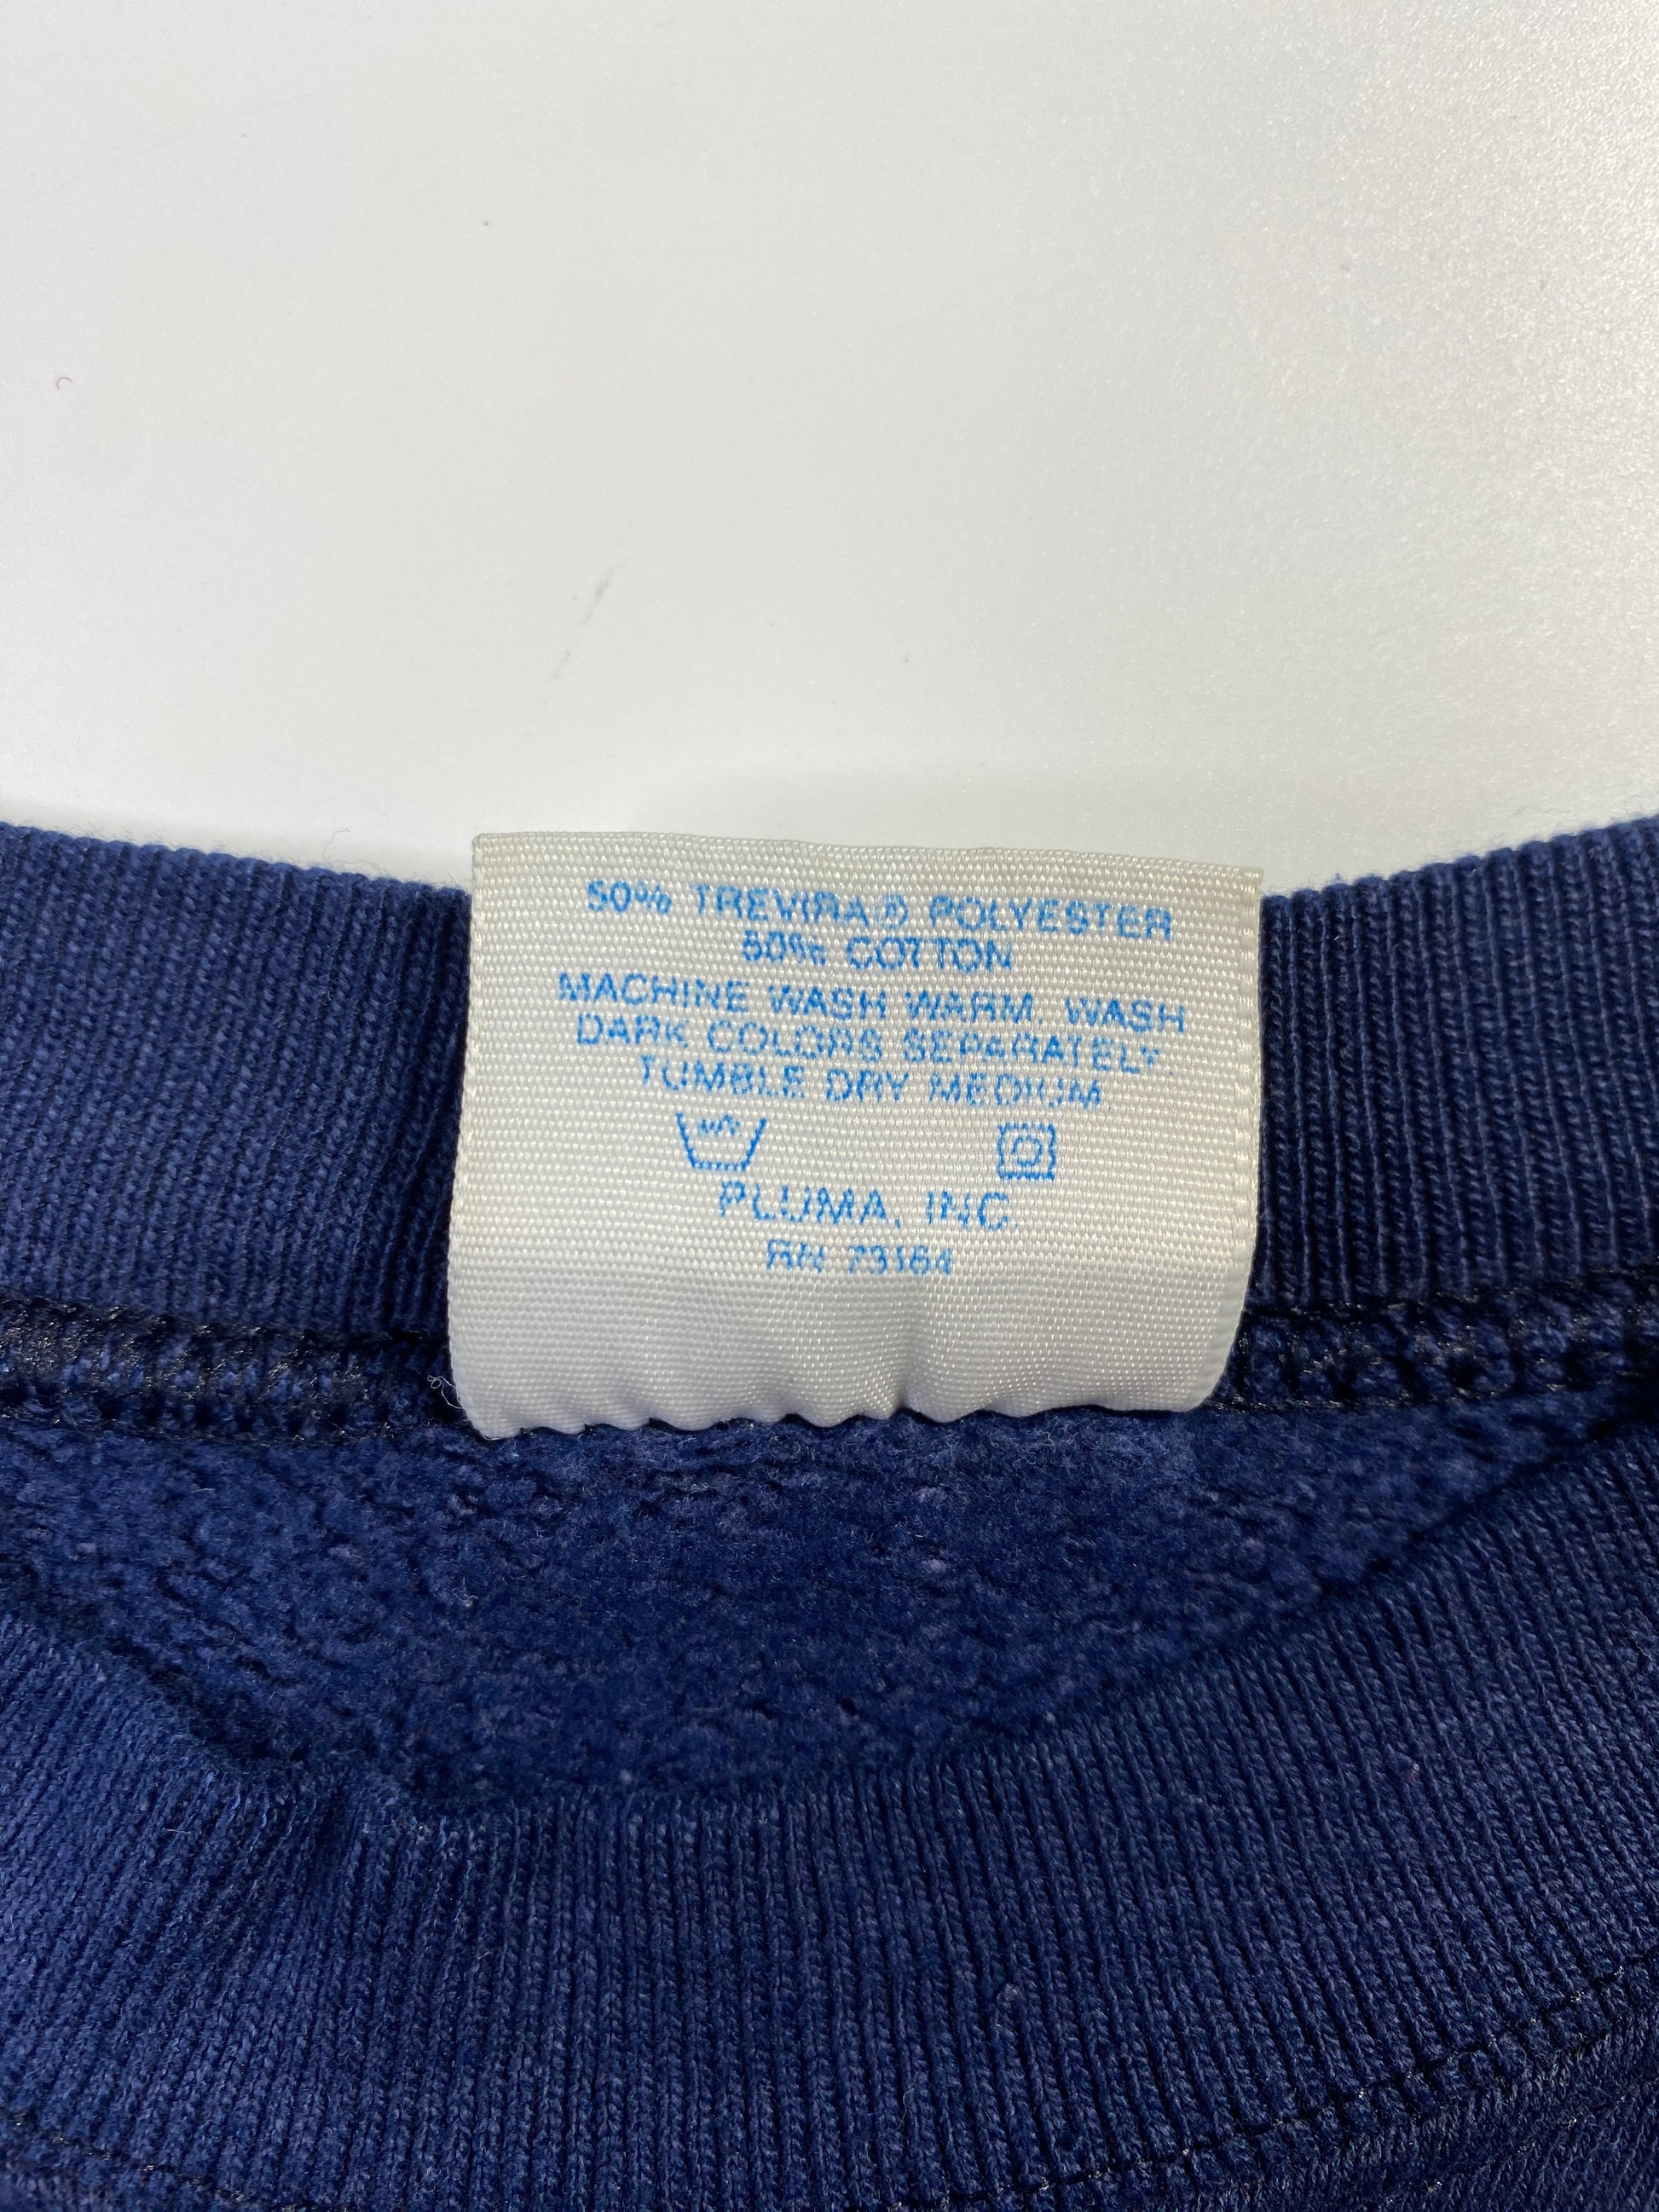 50% TREVIRA® POLYESTER
50% COTTON
MACHINE WASH WARM. WASH
DARK COLORS SEPARATELY.
TUMBLE DRY MEDIUM.
PLUMA, INC.
RN 73164